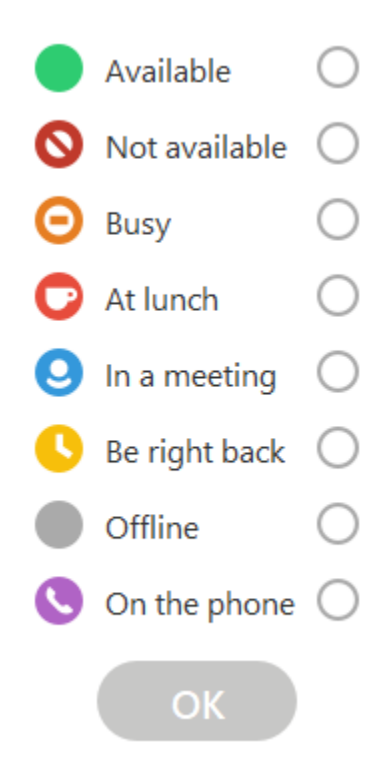 Available
Not available
Busy
At lunch
In a meeting
Be right back
Offline
On the phone
OK